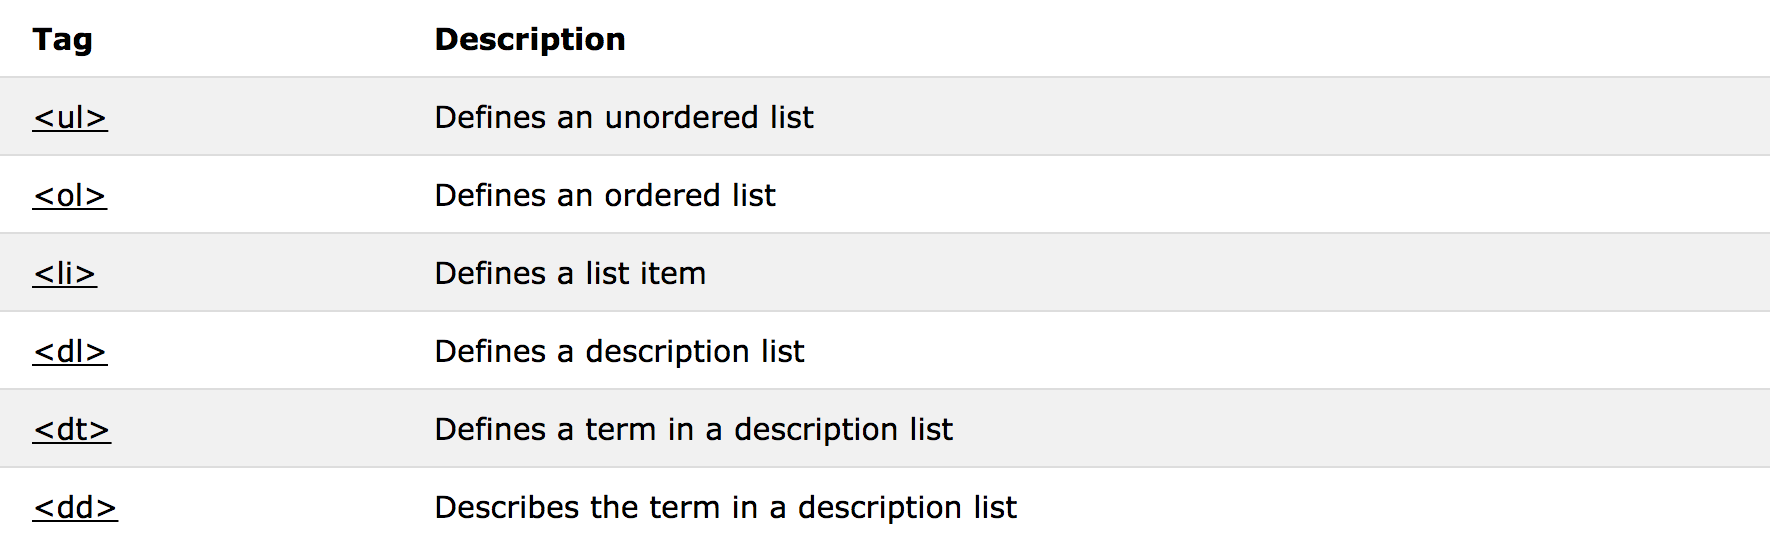 Tag Description
<ul> Defines an unordered list
<ol> Defines an ordered list
<li> Defines a list item
<dl> Defines a description list
<dt> Defines a term in a description list
<dd> Describes the term in a description list